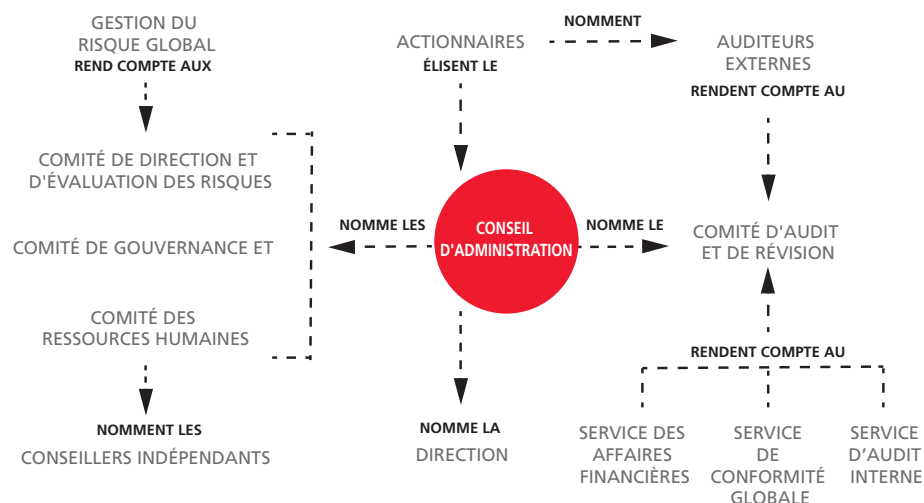 GESTION DU
RISQUE GLOBAL
REND COMPTE AUX
ACTIONNAIRES
ÉLISENT LE
NOMMENT
AUDITEURS
EXTERNES
RENDENT COMPTE AU
COMITÉ DE DIRECTION ET
D'ÉVALUATION DES RISQUES
COMITÉ DE GOUVERNANCE ET
COMITÉ DES
RESSOURCES HUMAINES
NOMME LES
CONSEIL
D'ADMINISTRATION
NOMME LE
COMITÉ D'AUDIT
ET DE RÉVISION
NOMMENT LES
CONSEILLERS INDÉPENDANTS
NOMME LA
DIRECTION
RENDENT COMPTE AU
SERVICE DES
AFFAIRES
FINANCIÈRES
SERVICE
DE
CONFORMITÉ
GLOBALE
SERVICE
D’AUDIT
INTERNE